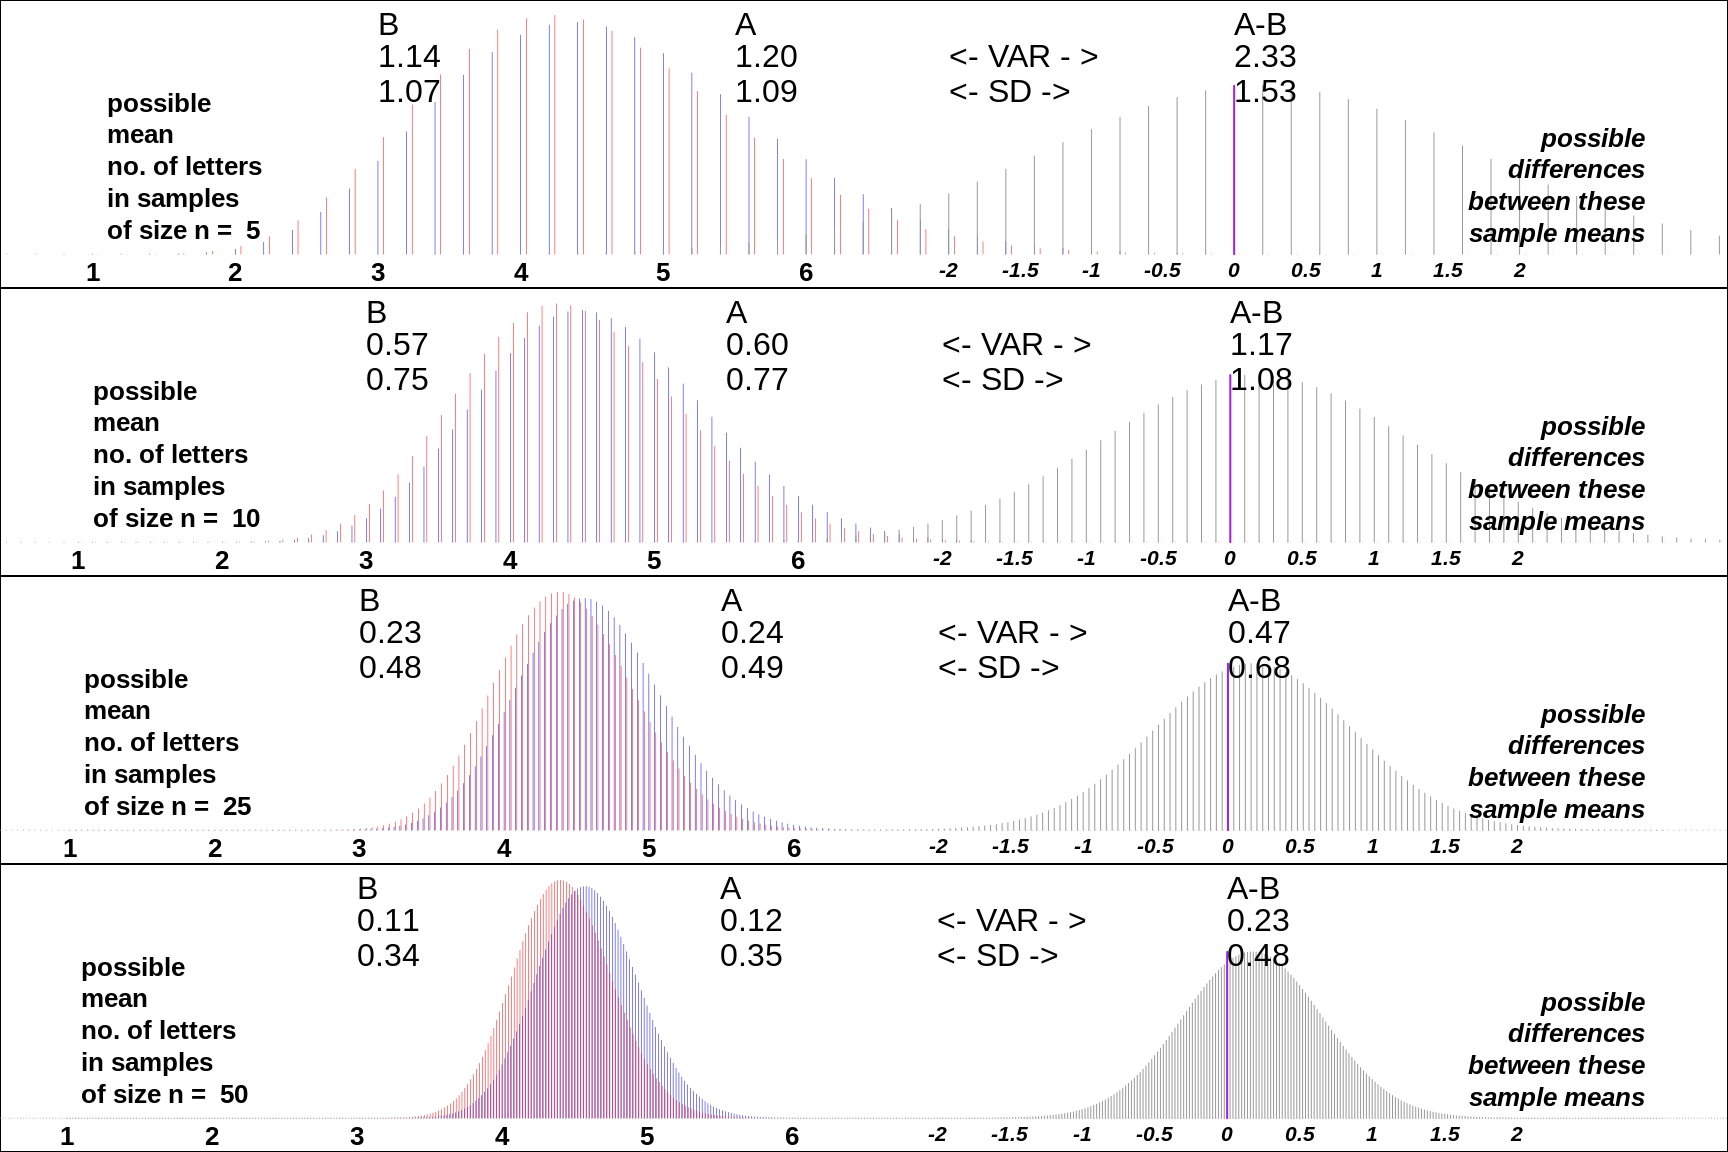 B A A-B
1.14 1.20 <- VAR - > 2.33
1.07 1.09 <- SD -> 1.53
possible
mean
no. of letters
in samples
of size n = 5
possible
differences
between these
sample means
1 2 3 4 5 6 -2 -1.5 -1 -0.5 0 0.5 1 1.5 2
B A A-B
0.57 0.60 <- VAR - > 1.17
0.75 0.77 <- SD -> 1.08
possible
mean
no. of letters
in samples
of size n = 10
possible
differences
between these
sample means
1 2 3 4 5 6 -2 -1.5 -1 -0.5 0 0.5 1 1.5 2
B A A-B
0.23 0.24 <- VAR - > 0.47
0.48 0.49 <- SD -> 0.68
possible
mean
no. of letters
in samples
of size n = 25
possible
differences
between these
sample means
1 2 3 4 5 6 -2 -1.5 -1 -0.5 0 0.5 1 1.5 2
B A A-B
0.11 0.12 <- VAR - > 0.23
0.34 0.35 <- SD -> 0.48
possible
mean
no. of letters
in samples
of size n = 50
possible
differences
between these
sample means
1 2 3 4 5 6 -2 -1.5 -1 -0.5 0 0.5 1 1.5 2